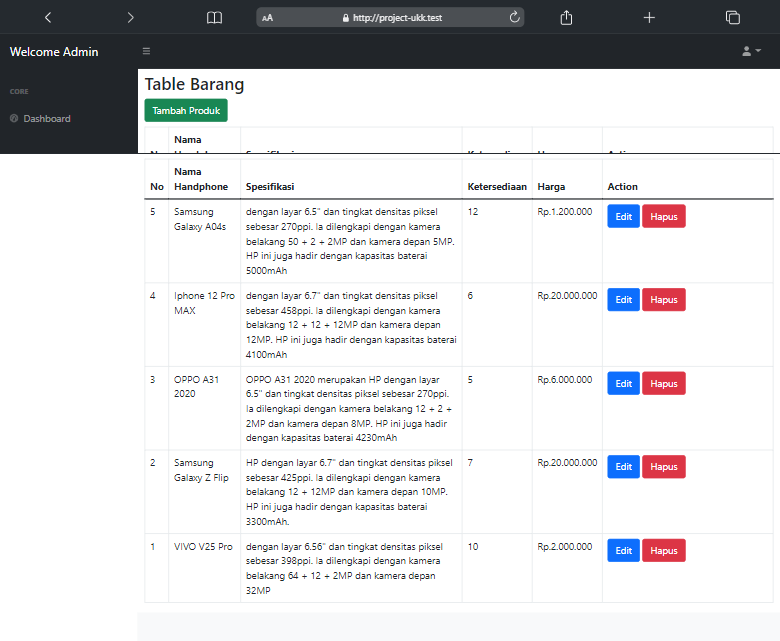 AA http://project-ukk.test
Welcome Admin
CORE
Dashboard
Table Barang
Tambah Produk
Nama
Nama
No Handphone Spesifikasi Ketersediaan Harga Action
5 Samsung dengan layar 6.5" dan tingkat densitas piksel 12 Rp.1.200.000 Edit Hapus
Galaxy A04s sebesar 270ppi. Ia dilengkapi dengan kamera
belakang 50 + 2 + 2MP dan kamera depan 5MP.
HP ini juga hadir dengan kapasitas baterai
5000mAh
4 Iphone 12 Pro dengan layar 6.7" dan tingkat densitas piksel 6 Rp.20.000.000 Edit Hapus
MAX sebesar 458ppi. Ia dilengkapi dengan kamera
belakang 12 + 12 + 12MP dan kamera depan
12MP. HP ini juga hadir dengan kapasitas baterai
4100mAh
3 OPPO A31 OPPO A31 2020 merupakan HP dengan layar 5 Rp.6.000.000 Edit Hapus
2020 6.5" dan tingkat densitas piksel sebesar 270ppi.
Ia dilengkapi dengan kamera belakang 12 + 2 +
2MP dan kamera depan 8MP. HP ini juga hadir
dengan kapasitas baterai 4230mAh
2 Samsung HP dengan layar 6.7" dan tingkat densitas piksel 7 Rp.20.000.000 Edit Hapus
Galaxy Z Flip sebesar 425ppi. Ia dilengkapi dengan kamera
belakang 12 + 12MP dan kamera depan 10MP.
HP ini juga hadir dengan kapasitas baterai
3300mAh.
1 VIVO V25 Pro dengan layar 6.56" dan tingkat densitas piksel 10 Rp.2.000.000 Edit Hapus
sebesar 398ppi. Ia dilengkapi dengan kamera
belakang 64 + 12 + 2MP dan kamera depan
32MP